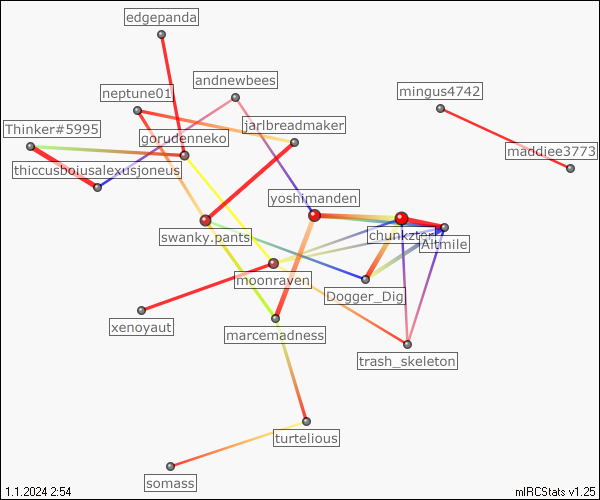 edgepanda
andnewbees
mingus4742
neptune01
jarlbreadmaker
Thinker#5995
gorudenneko
maddiee3773
thiccusboiusalexusjoneus
yoshimanden
swanky.pants
chunkzter
Altmile
moonraven
Dogger_Dig
xenoyaut
marcemadness
trash_skeleton
turtelious
somass
1.1.2024 2:54
mIRCStats v1.25